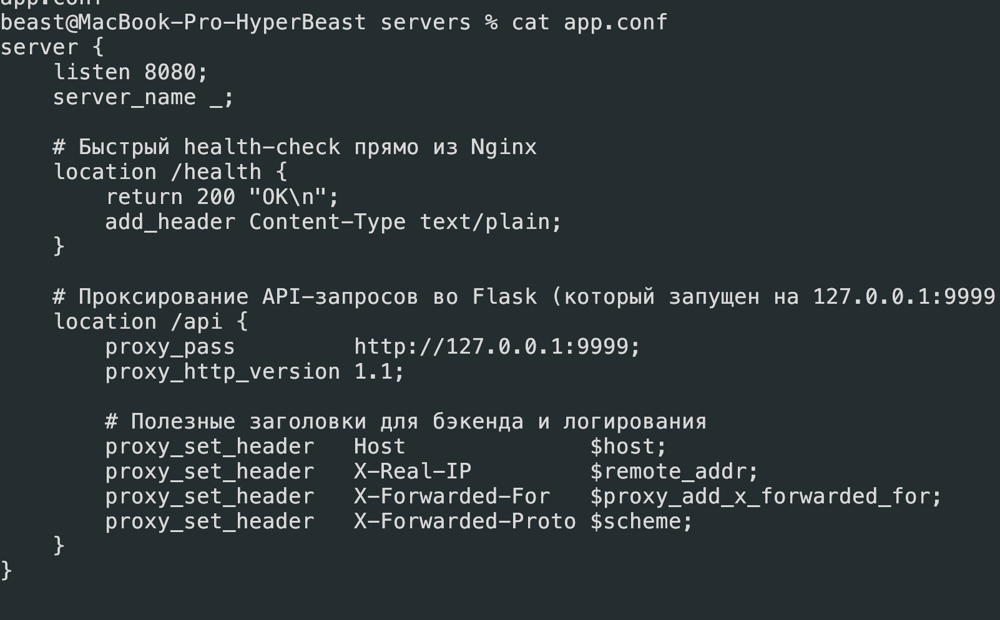 app.conf
beast@MacBook-Pro-HyperBeast servers % cat app.conf
server {
    listen 8080;
    server_name _;

    # Быстрый health-check прямо из Nginx
    location /health {
        return 200 "OK\n";
        add_header Content-Type text/plain;
    }

    # Проксирование API-запросов во Flask (который запущен на 127.0.0.1:9999
    location /api {
        proxy_pass         http://127.0.0.1:9999;
        proxy_http_version 1.1;

        # Полезные заголовки для бэкенда и логирования
        proxy_set_header   Host              $host;
        proxy_set_header   X-Real-IP         $remote_addr;
        proxy_set_header   X-Forwarded-For   $proxy_add_x_forwarded_for;
        proxy_set_header   X-Forwarded-Proto $scheme;
    }
}